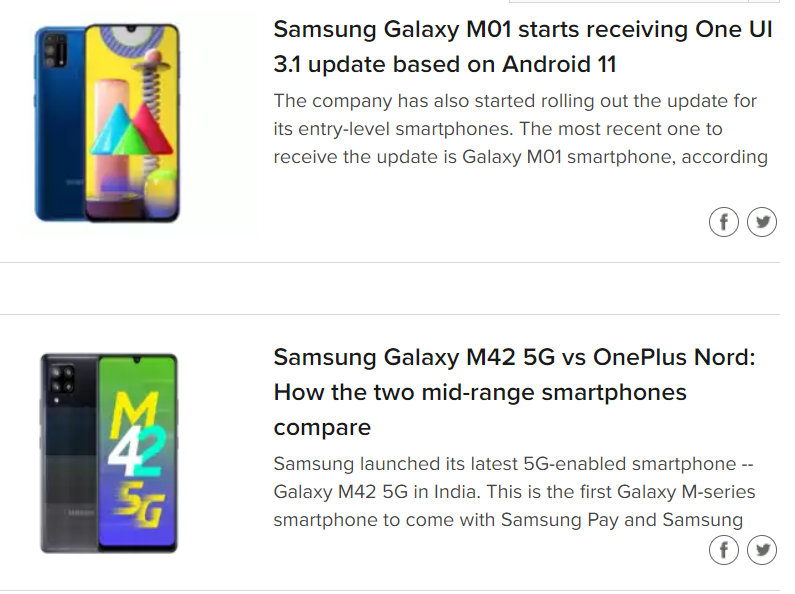 Samsung Galaxy M01 starts receiving One UI
3.1 update based on Android 11
The company has also started rolling out the update for
its entry-level smartphones. The most recent one to
receive the update is Galaxy M01 smartphone, according
Samsung Galaxy M42 5G vs OnePlus Nord:
How the two mid-range smartphones
compare
M
42
5G
Samsung launched its latest 5G-enabled smartphone --
Galaxy M42 5G in India. This is the first Galaxy M-series
smartphone to come with Samsung Pay and Samsung